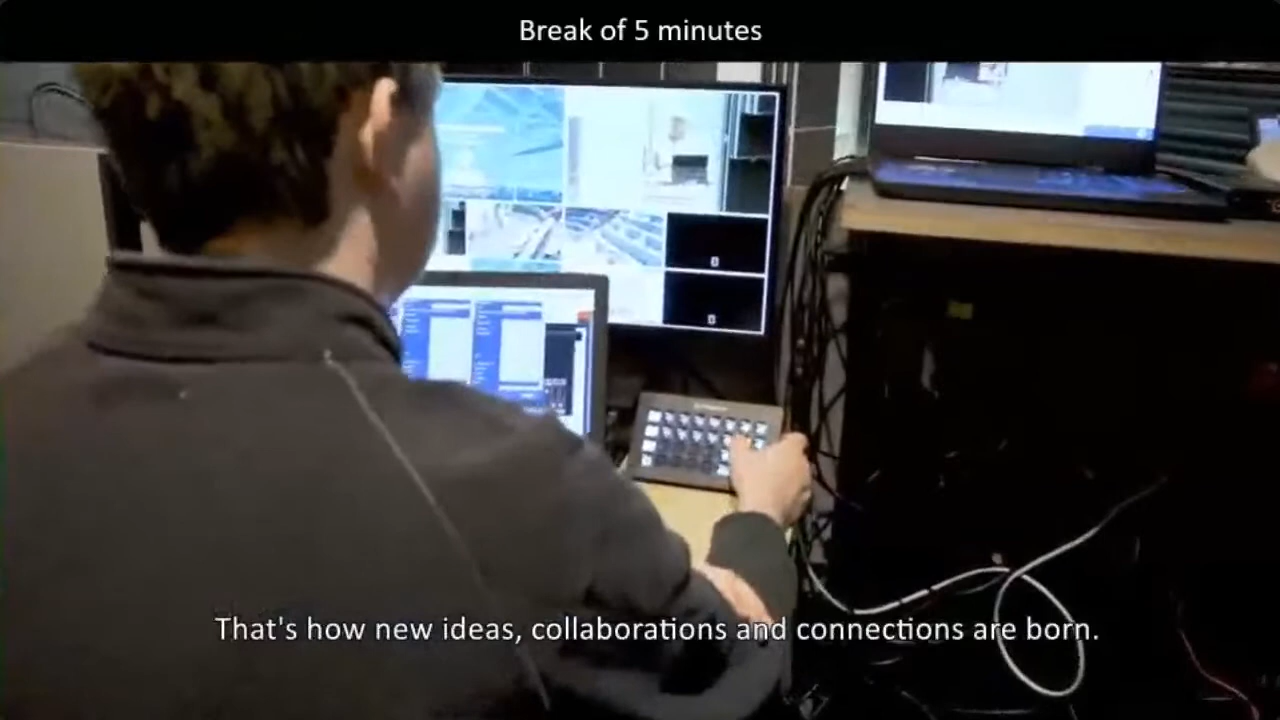 Break of 5 minutes
That's how new ideas, collaborations and connections are born.